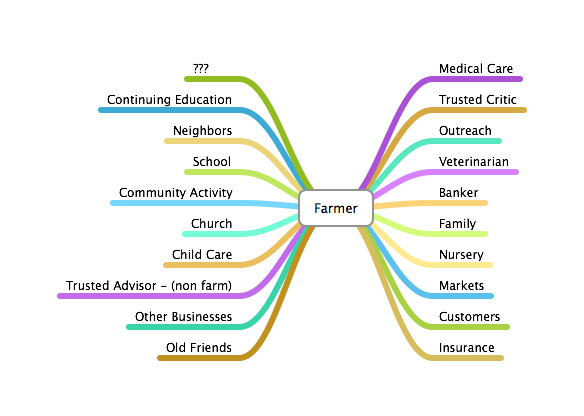 ???
Continuing Education
Neighbors
School
Community Activity
Church
Child Care
Trusted Advisor - (non farm)
Other Businesses
Old Friends
Farmer
Medical Care
Trusted Critic
Outreach
Veterinarian
Banker
Family
Nursery
Markets
Customers
Insurance